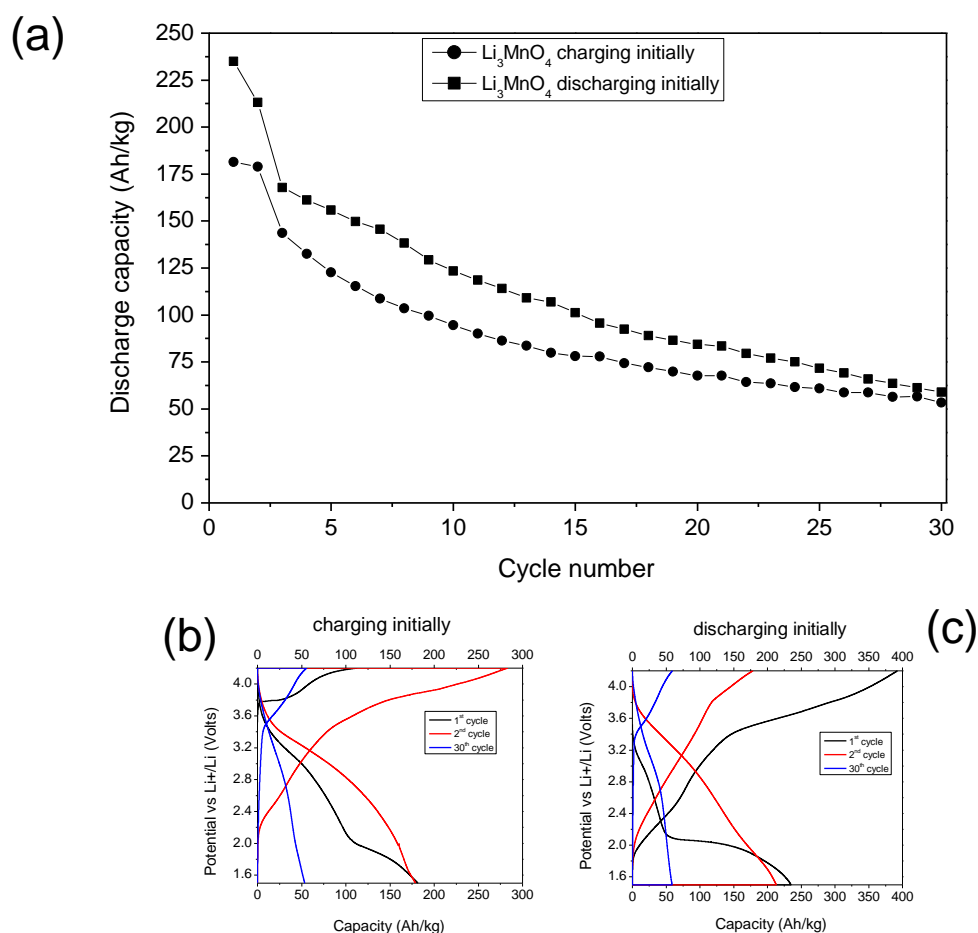 (a)
250
225
200
175
150
125
100
75
50
25
0
Discharge capacity (Ah/kg)
Li₃MnO₄ charging initially
Li₃MnO₄ discharging initially
0 5 10 15 20 25 30
Cycle number
(b)
charging initially
0 50 100 150 200 250 300
4.0
3.6
3.2
2.8
2.4
2.0
1.6
Potential vs Li+/Li (Volts)
1ˢᵗ cycle
2ⁿᵈ cycle
30ᵗʰ cycle
0 50 100 150 200 250 300
Capacity (Ah/kg)
(c)
discharging initially
0 50 100 150 200 250 300 350 400
4.0
3.6
3.2
2.8
2.4
2.0
1.6
Potential vs Li+/Li (Volts)
1ˢᵗ cycle
2ⁿᵈ cycle
30ᵗʰ cycle
0 50 100 150 200 250 300 350 400
Capacity (Ah/kg)